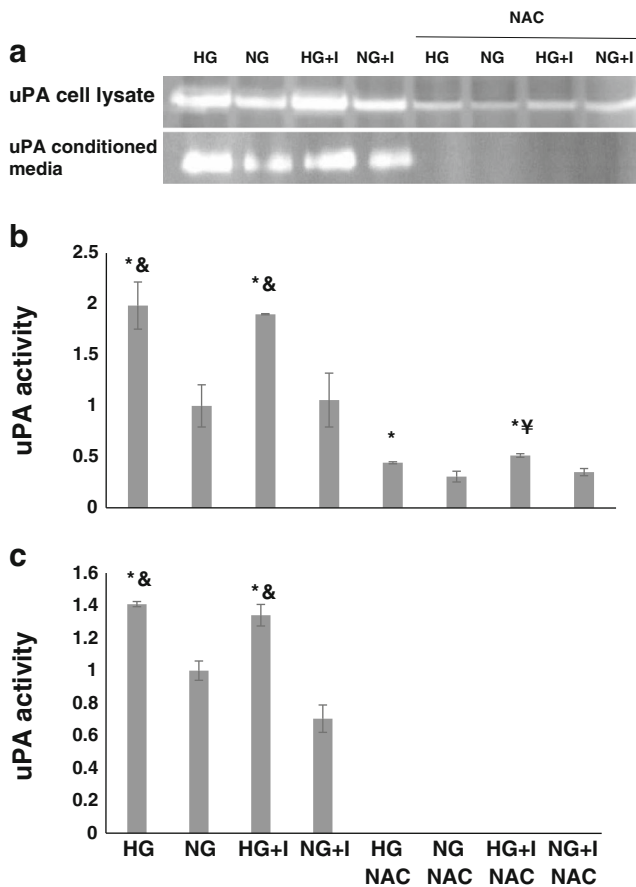 NAC
a
HG NG HG+I NG+I HG NG HG+I NG+I
uPA cell lysate
uPA conditioned
media
b
2.5
*& *&
2
1.5
1
* *¥
0.5
0
uPA activity
c
1.6
*& *&
1.4
1.2
1
0.8
0.6
0.4
0.2
0
uPA activity
HG NG HG+I NG+I HG NG HG+I NG+I
NAC NAC NAC NAC